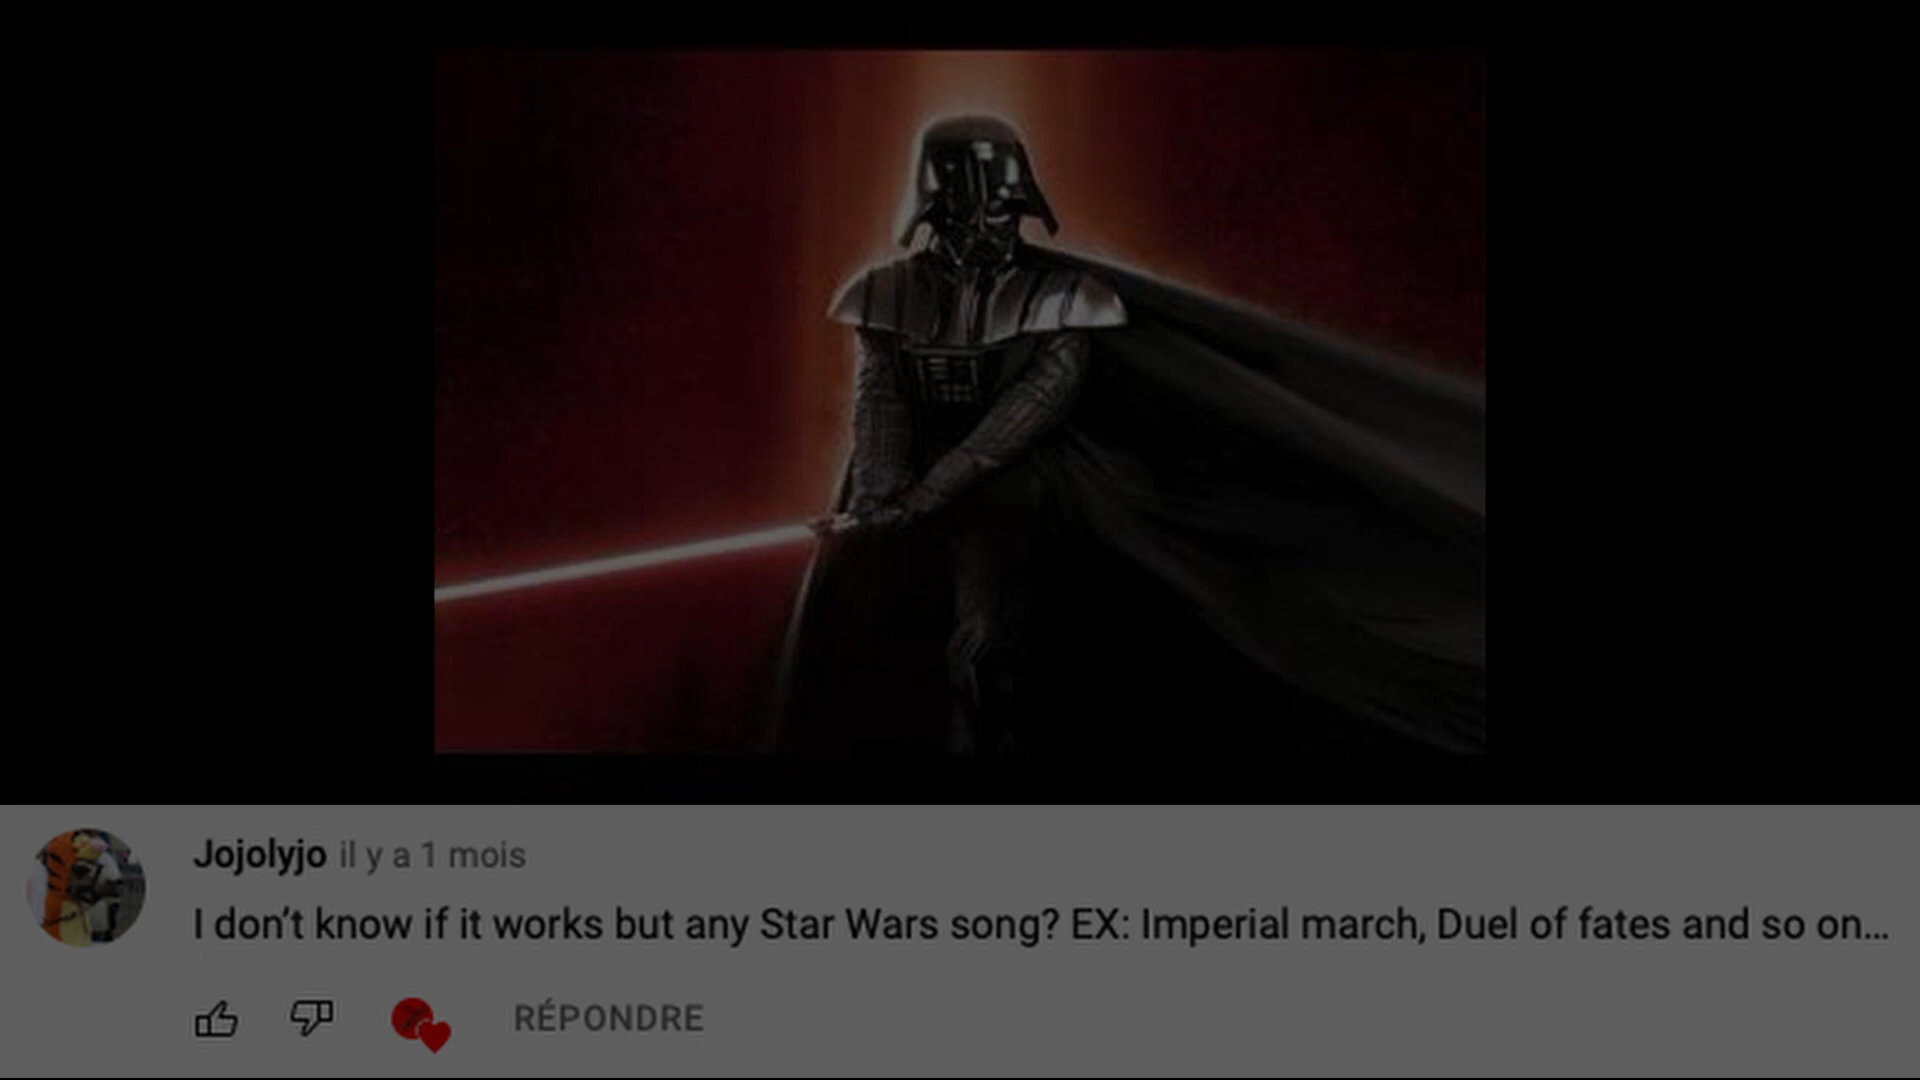 Jojolyjo il y a 1 mois
I don’t know if it works but any Star Wars song? EX: Imperial march, Duel of fates and so on...
RÉPONDRE